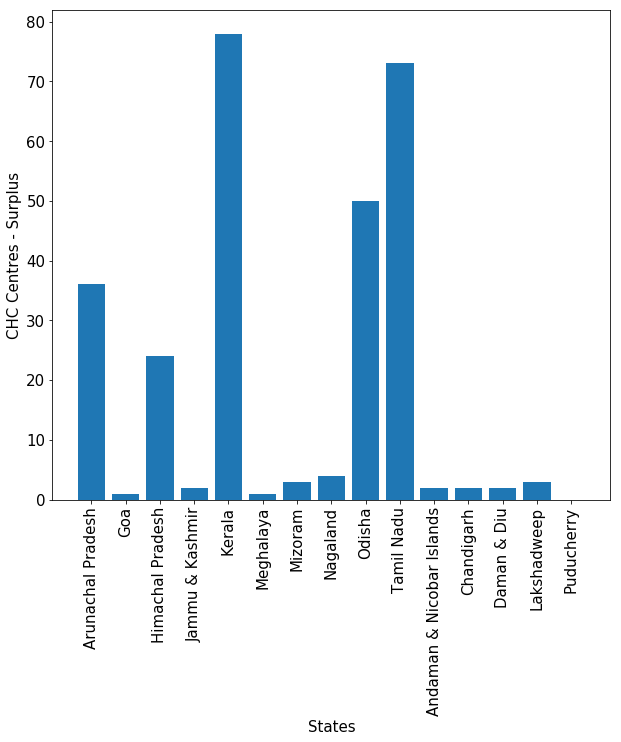 80
70
60
50
40
30
20
10
0
CHC Centres - Surplus
Arunachal Pradesh
Goa
Himachal Pradesh
Jammu & Kashmir
Kerala
Meghalaya
Mizoram
Nagaland
Odisha
Tamil Nadu
Andaman & Nicobar Islands
Chandigarh
Daman & Diu
Lakshadweep
Puducherry
States